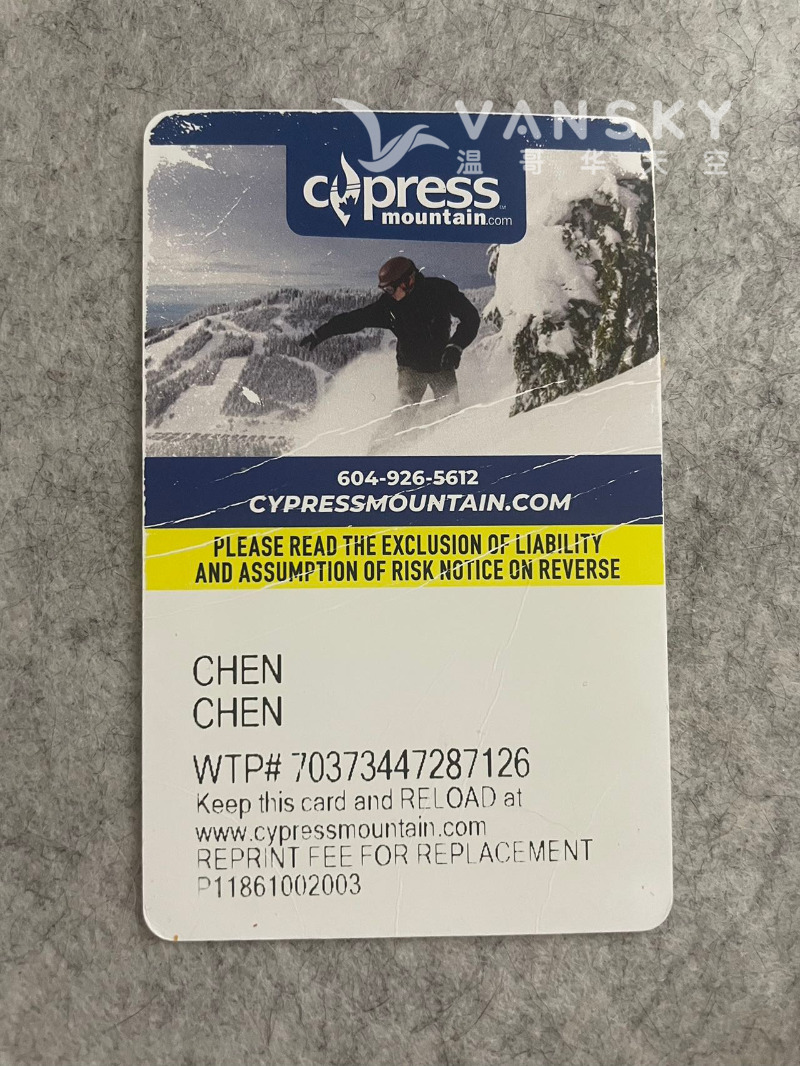 VANSKY
温哥华天空
cypress
mountain.com
604-926-5612
CYPRESSMOUNTAIN.COM
PLEASE READ THE EXCLUSION OF LIABILITY
AND ASSUMPTION OF RISK NOTICE ON REVERSE
CHEN
CHEN
WTP# 70373447287126
Keep this card and RELOAD at
www.cypressmountain.com
REPRINT FEE FOR REPLACEMENT
P11861002003